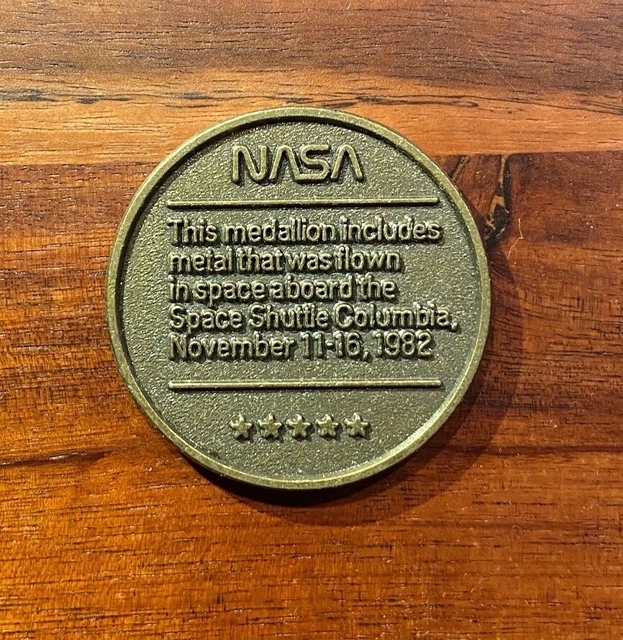 NASA
This medallion includes
metal that was flown
in space aboard the
Space Shuttle Columbia,
November 11-16, 1982